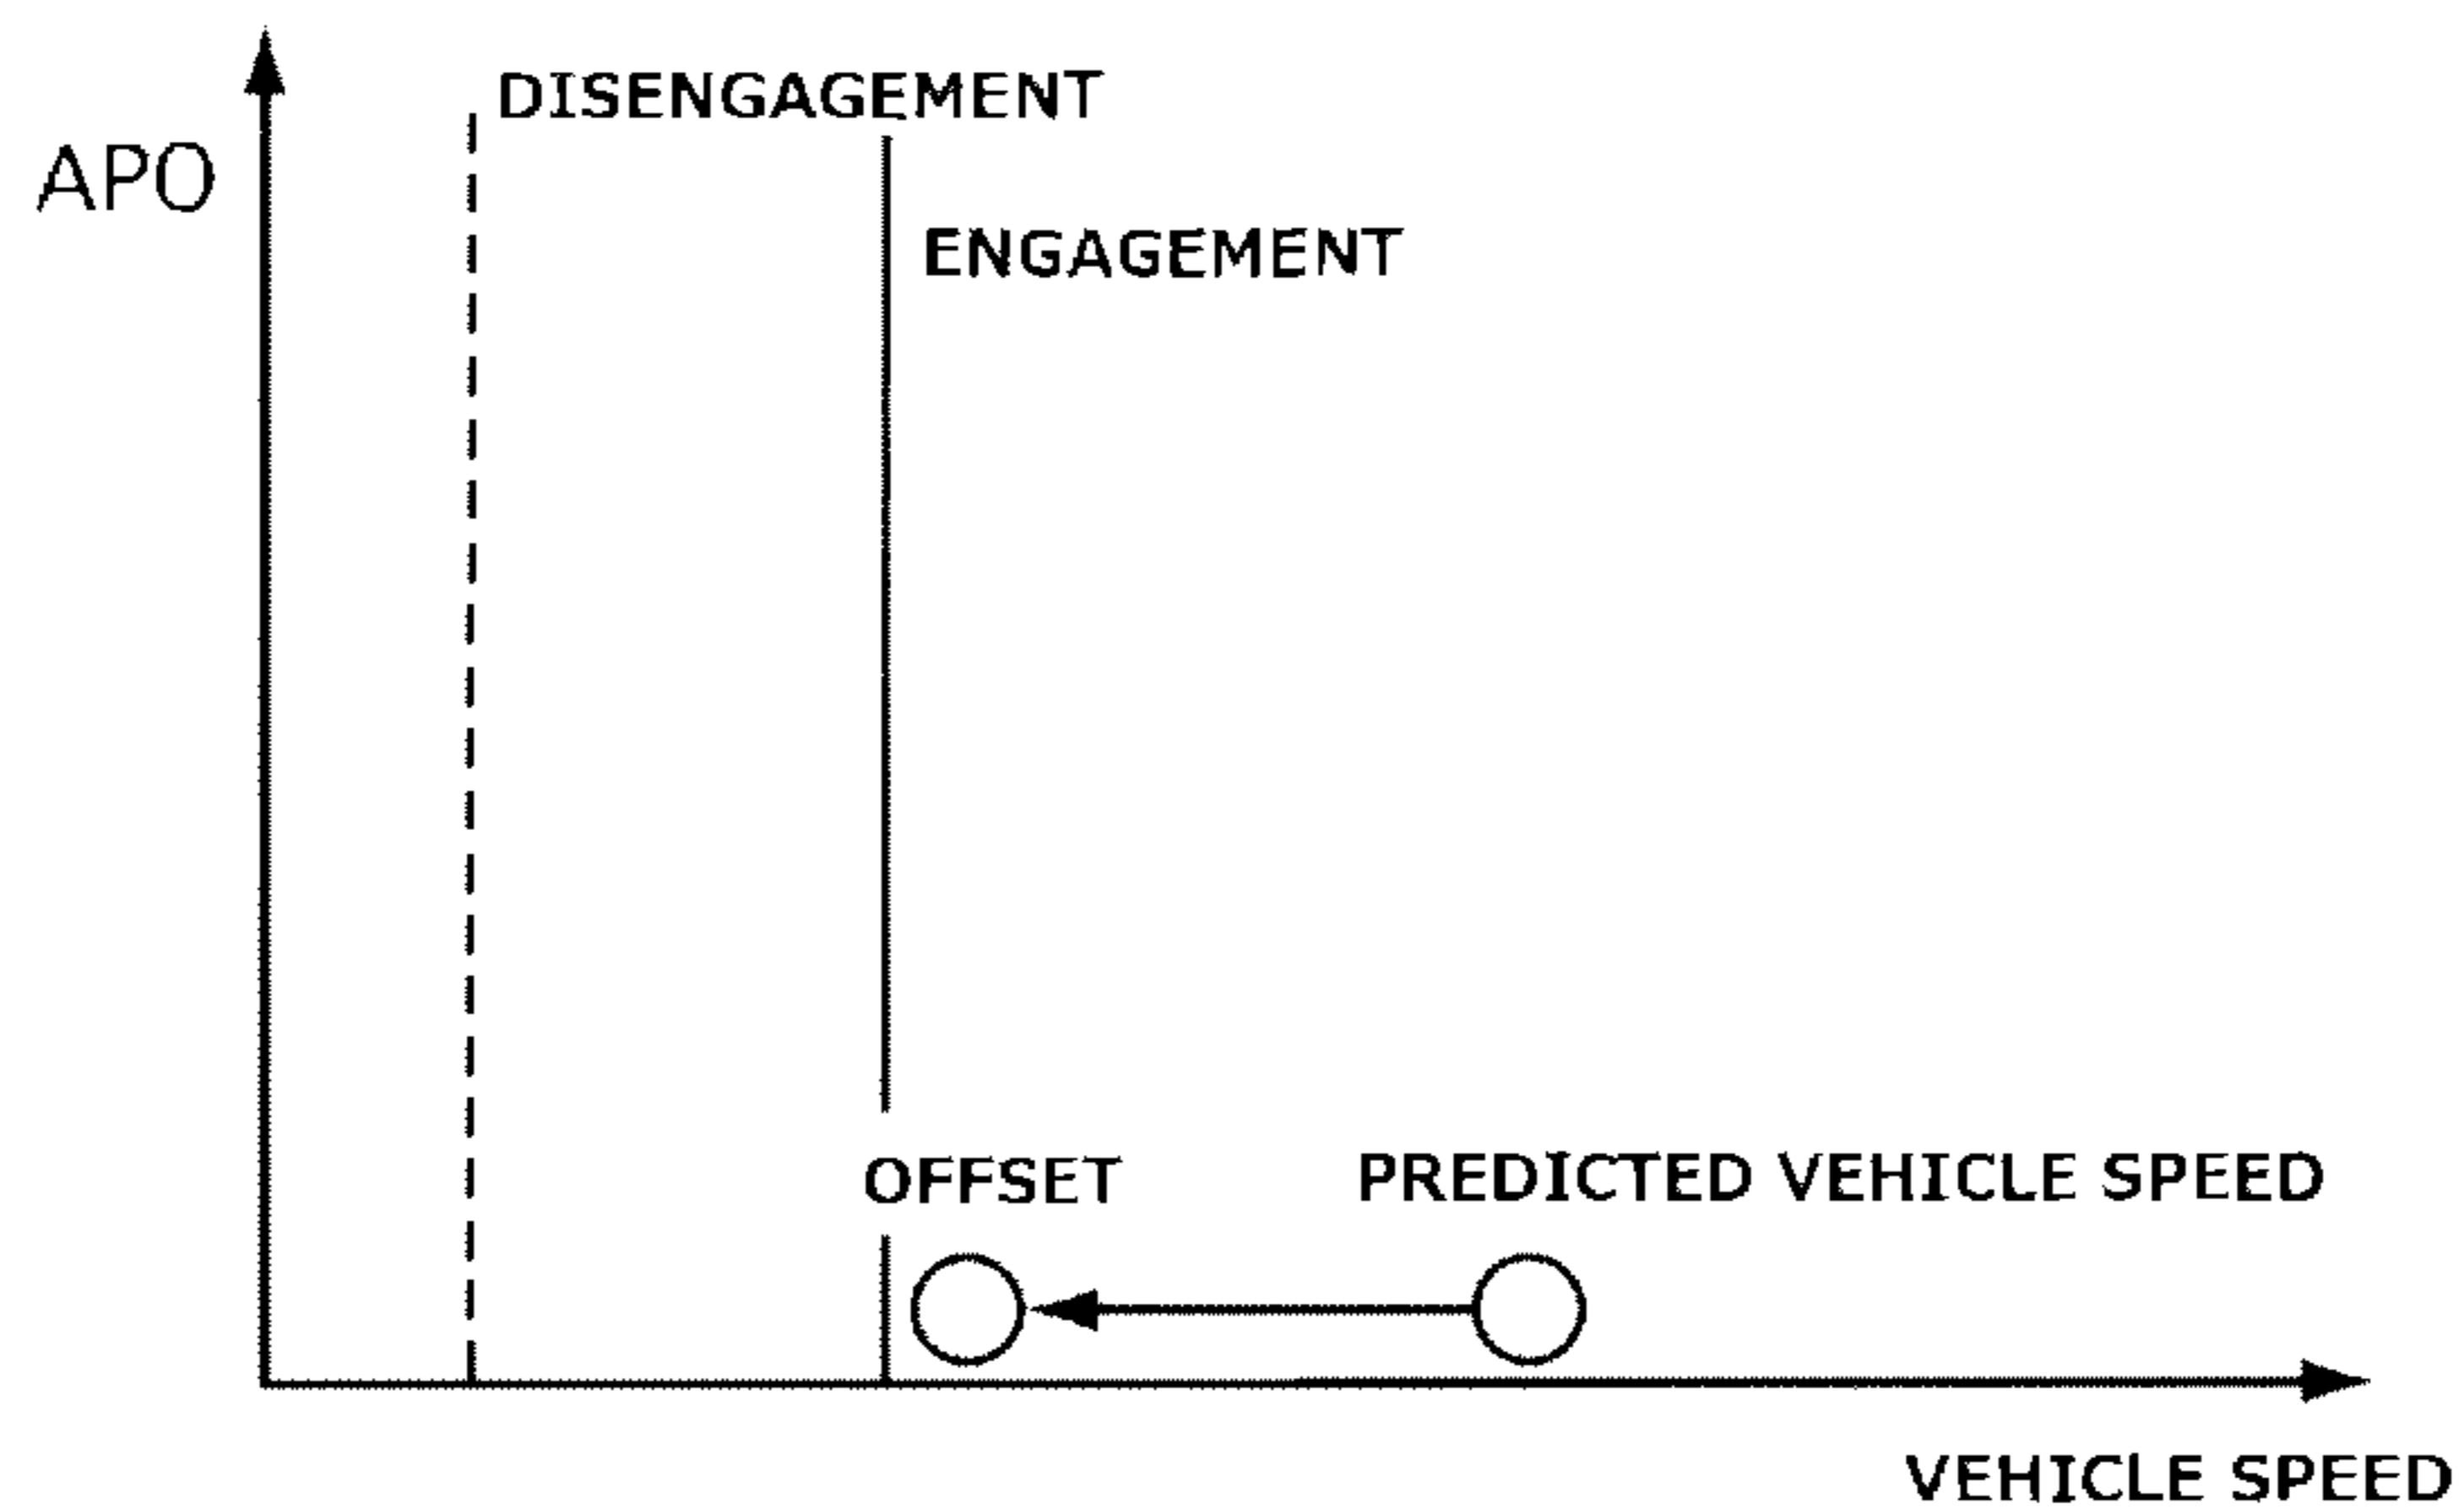 DISENGAGEMENT
APO
ENGAGEMENT
OFFSET
PREDICTED VEHICLE SPEED
VEHICLE SPEED